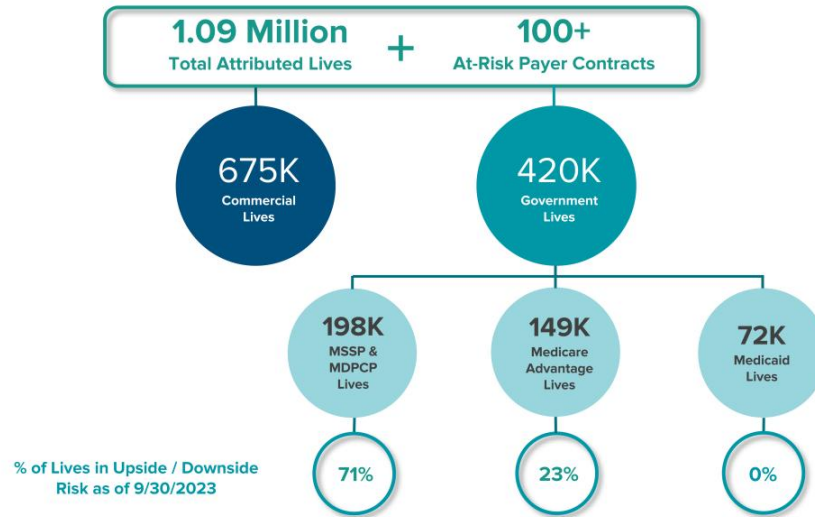 1.09 Million
Total Attributed Lives
+
100+
At-Risk Payer Contracts
675K
Commercial
Lives
420K
Government
Lives
198K
MSSP &
MDPCP
Lives
149K
Medicare
Advantage
Lives
72K
Medicaid
Lives
% of Lives in Upside / Downside
Risk as of 9/30/2023
71%
23%
0%